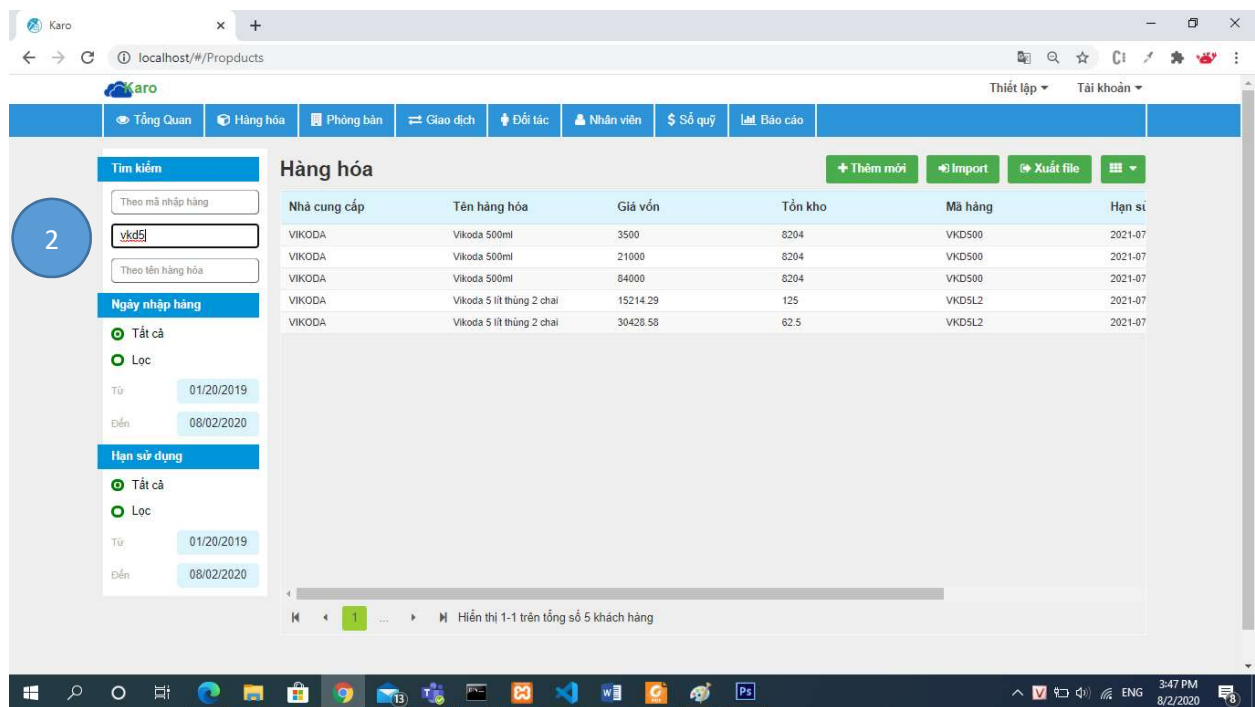 Karo
localhost/#/Propducts
Karo
Thiết lập
Tài khoản
Tổng Quan
Hàng hóa
Phòng bàn
Giao dịch
Đối tác
Nhân viên
$ Sổ quỹ
Báo cáo
Tìm kiếm
Theo mã nhập hàng
2
vkd5
Theo tên hàng hóa
Ngày nhập hàng
Tất cả
Lọc
Từ 01/20/2019
Đến 08/02/2020
Hạn sử dụng
Tất cả
Lọc
Từ 01/20/2019
Đến 08/02/2020
Hàng hóa
+ Thêm mới
Import
Xuất file
Nhà cung cấp Tên hàng hóa Giá vốn Tồn kho Mã hàng Hạn sử
VIKODA Vikoda 500ml 3500 8204 VKD500 2021-07
VIKODA Vikoda 500ml 21000 8204 VKD500 2021-07
VIKODA Vikoda 500ml 84000 8204 VKD500 2021-07
VIKODA Vikoda 5 lít thùng 2 chai 15214.29 125 VKD5L2 2021-07
VIKODA Vikoda 5 lít thùng 2 chai 30428.58 62.5 VKD5L2 2021-07
1 ... Hiển thị 1-1 trên tổng số 5 khách hàng
13
Ps
V
ENG
3:47 PM
8/2/2020
8